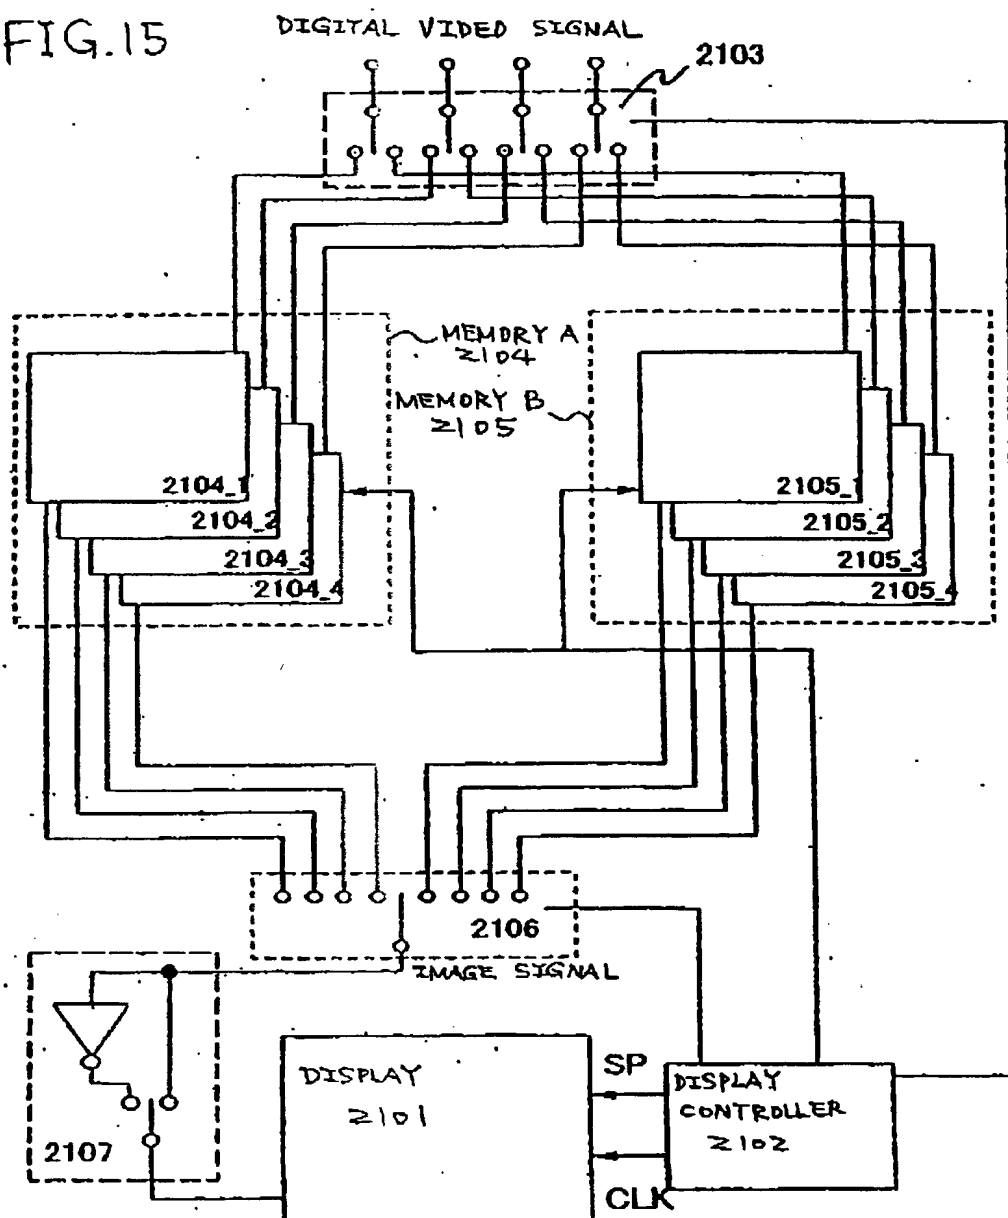 FIG.15
DIGITAL VIDEO SIGNAL
2103
MEMORY A
2104
MEMORY B
2105
2104_1
2104_2
2104_3
2104_4
2105_1
2105_2
2105_3
2105_4
2106
IMAGE SIGNAL
2107
DISPLAY
2101
SP
CLK
DISPLAY
CONTROLLER
2102